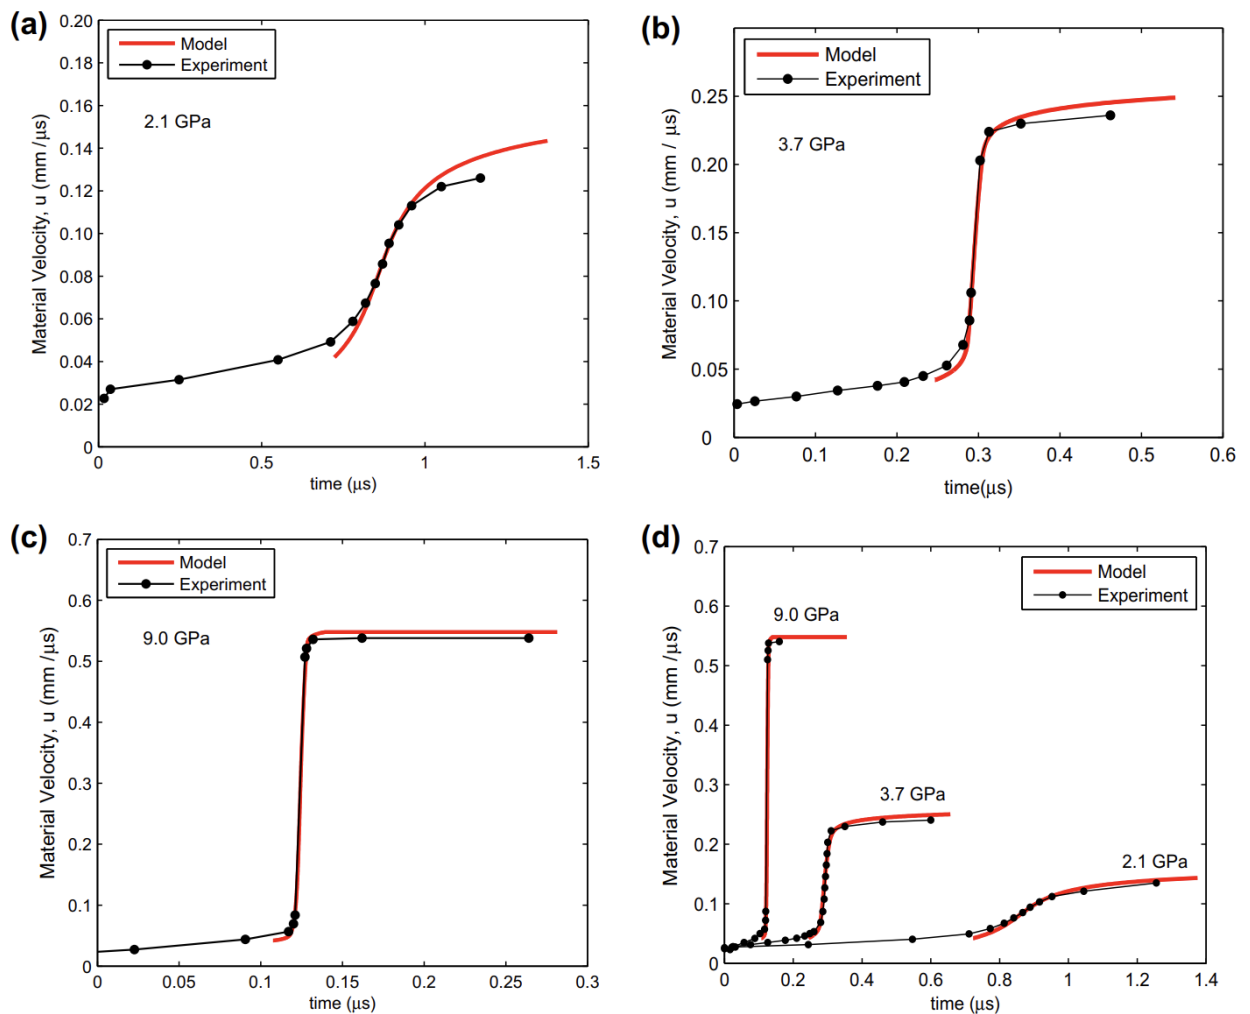 (a)
0.20
0.18
0.16
0.14
0.12
0.10
0.08
0.06
0.04
0.02
0
Material Velocity, u (mm /μs)
Model
Experiment
2.1 GPa
0
0.5
1
1.5
time (μs)
(b)
0.25
0.20
0.15
0.10
0.05
0
Material Velocity, u (mm / μs)
Model
Experiment
3.7 GPa
0
0.1
0.2
0.3
0.4
0.5
0.6
time(μs)
(c)
0.7
0.6
0.5
0.4
0.3
0.2
0.1
0
Material Velocity, u (mm /μs)
Model
Experiment
9.0 GPa
0
0.05
0.1
0.15
0.2
0.25
0.3
time (μs)
(d)
0.7
0.6
0.5
0.4
0.3
0.2
0.1
0
Material Velocity, u (mm /μs)
Model
Experiment
9.0 GPa
3.7 GPa
2.1 GPa
0
0.2
0.4
0.6
0.8
1
1.2
1.4
time (μs)